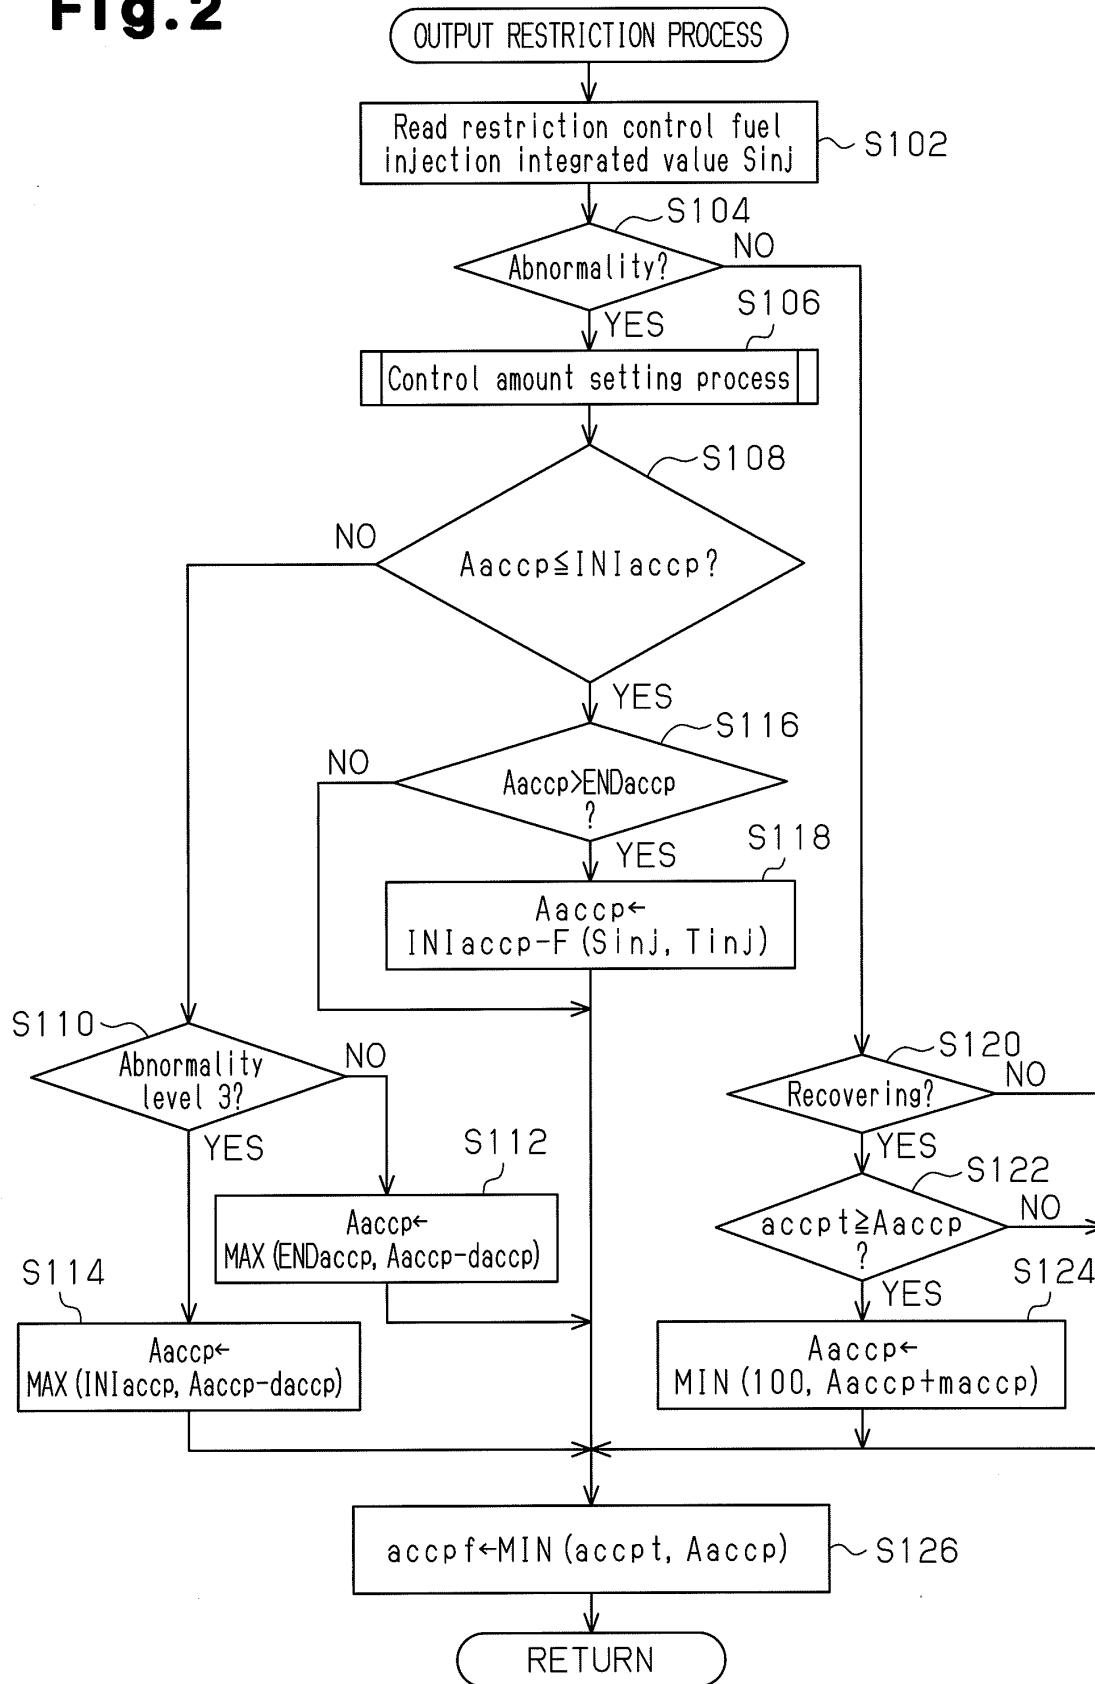 Fig.2
OUTPUT RESTRICTION PROCESS
Read restriction control fuel
injection integrated value Sinj
S102
S104
Abnormality?
NO
YES
S106
Control amount setting process
S108
NO
Aaccp≦INIaccp?
YES
S116
NO
Aaccp>ENDaccp
?
YES
S118
Aaccp←
INIaccp-F(Sinj, Tinj)
S110
Abnormality
level 3?
NO
YES
S112
Aaccp←
MAX(ENDaccp, Aaccp-daccp)
S114
Aaccp←
MAX(INIaccp, Aaccp-daccp)
S120
Recovering?
NO
YES
S122
accpt≧Aaccp
?
NO
YES
S124
Aaccp←
MIN(100, Aaccp+maccp)
accpf←MIN(accpt, Aaccp)
S126
RETURN